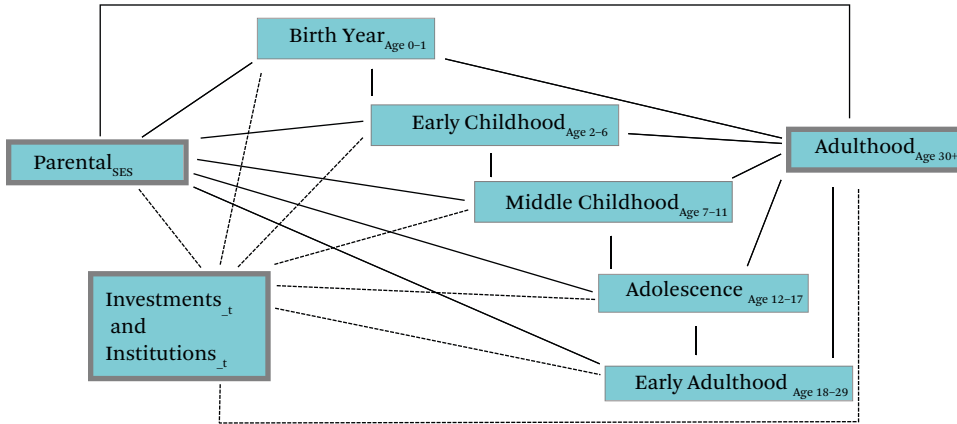 Birth Year Age 0–1
Early Childhood Age 2–6
Parental SES
Adulthood Age 30+
Middle Childhood Age 7–11
Investments _t
and
Institutions _t
Adolescence Age 12–17
Early Adulthood Age 18–29